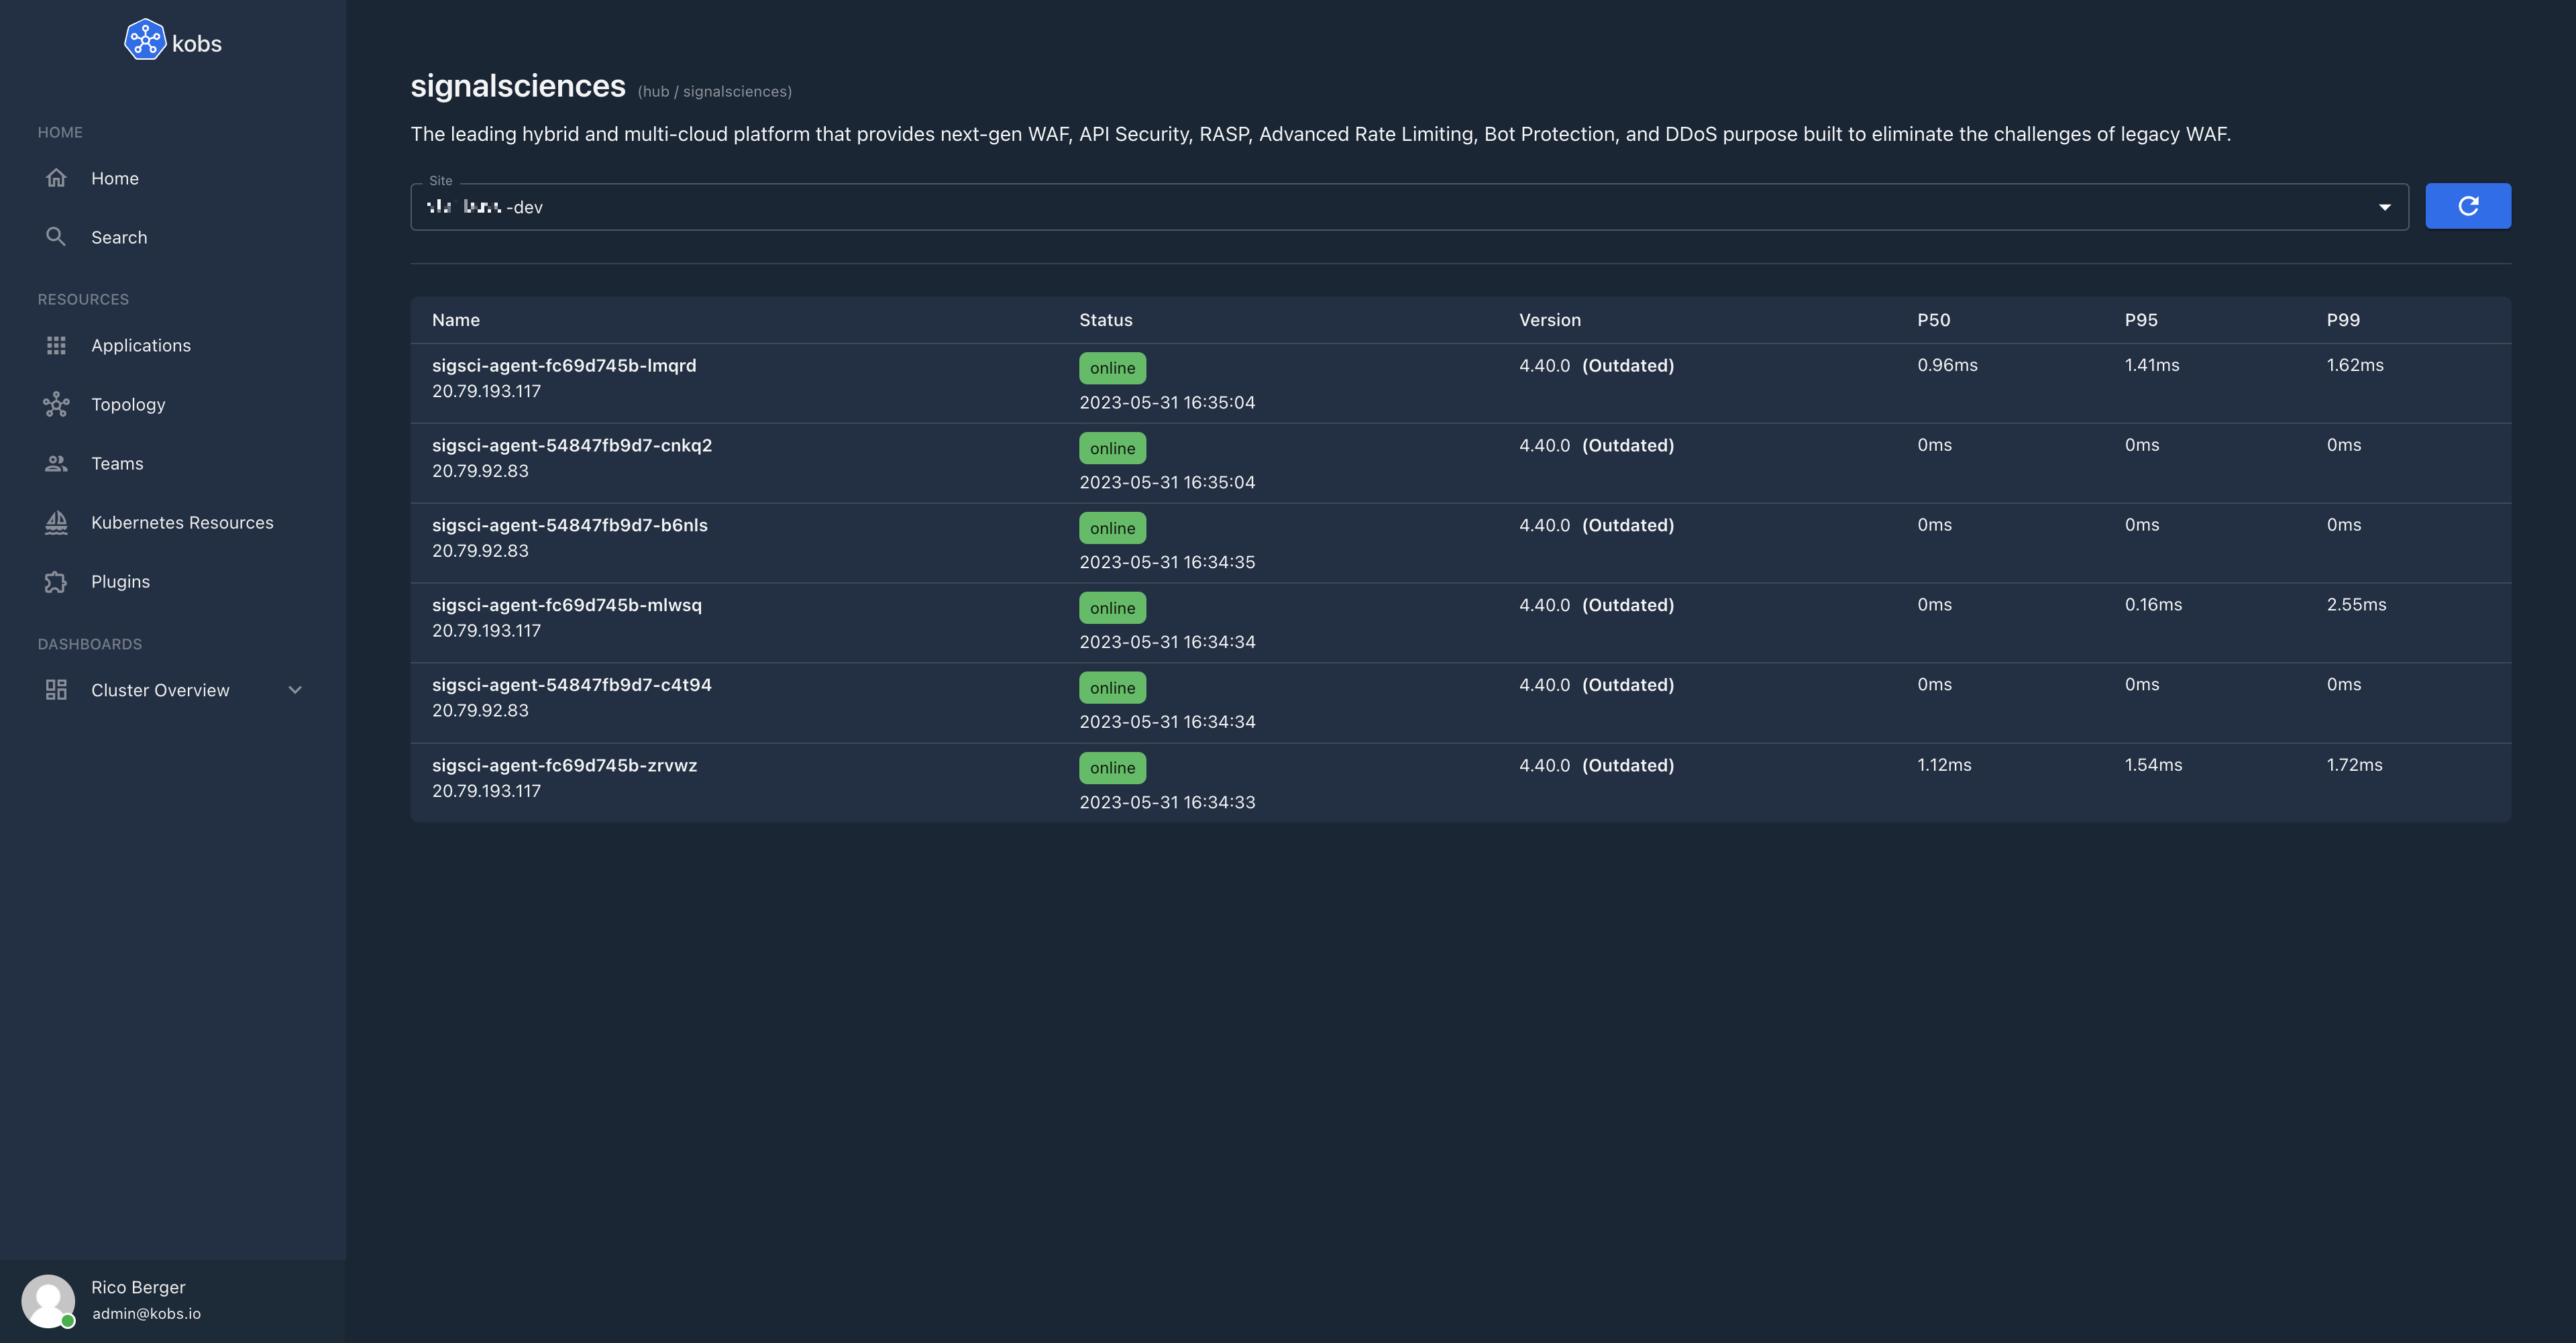 kobs
HOME
Home
Search
RESOURCES
Applications
Topology
Teams
Kubernetes Resources
Plugins
DASHBOARDS
Cluster Overview
Rico Berger
admin@kobs.io
signalsciences (hub / signalsciences)
The leading hybrid and multi-cloud platform that provides next-gen WAF, API Security, RASP, Advanced Rate Limiting, Bot Protection, and DDoS purpose built to eliminate the challenges of legacy WAF.
Site
-dev
Name Status Version P50 P95 P99
sigsci-agent-fc69d745b-lmqrd online 4.40.0 (Outdated) 0.96ms 1.41ms 1.62ms
20.79.193.117 2023-05-31 16:35:04
sigsci-agent-54847fb9d7-cnkq2 online 4.40.0 (Outdated) 0ms 0ms 0ms
20.79.92.83 2023-05-31 16:35:04
sigsci-agent-54847fb9d7-b6nls online 4.40.0 (Outdated) 0ms 0ms 0ms
20.79.92.83 2023-05-31 16:34:35
sigsci-agent-fc69d745b-mlwsq online 4.40.0 (Outdated) 0ms 0.16ms 2.55ms
20.79.193.117 2023-05-31 16:34:34
sigsci-agent-54847fb9d7-c4t94 online 4.40.0 (Outdated) 0ms 0ms 0ms
20.79.92.83 2023-05-31 16:34:34
sigsci-agent-fc69d745b-zrvwz online 4.40.0 (Outdated) 1.12ms 1.54ms 1.72ms
20.79.193.117 2023-05-31 16:34:33